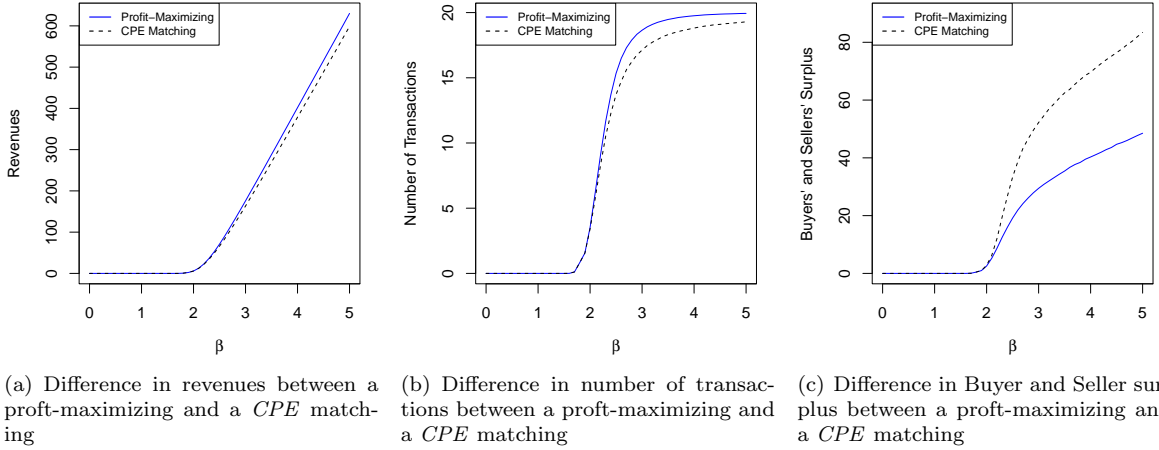 Profit−Maximizing
CPE Matching
Revenues
600
500
400
300
200
100
0
0 1 2 3 4 5
β
(a) Difference in revenues between a
proft-maximizing and a CPE match-
ing
Profit−Maximizing
CPE Matching
Number of Transactions
20
15
10
5
0
0 1 2 3 4 5
β
(b) Difference in number of transac-
tions between a proft-maximizing and
a CPE matching
Profit−Maximizing
CPE Matching
Buyers' and Sellers' Surplus
80
60
40
20
0
0 1 2 3 4 5
β
(c) Difference in Buyer and Seller sur
plus between a proft-maximizing an
a CPE matching